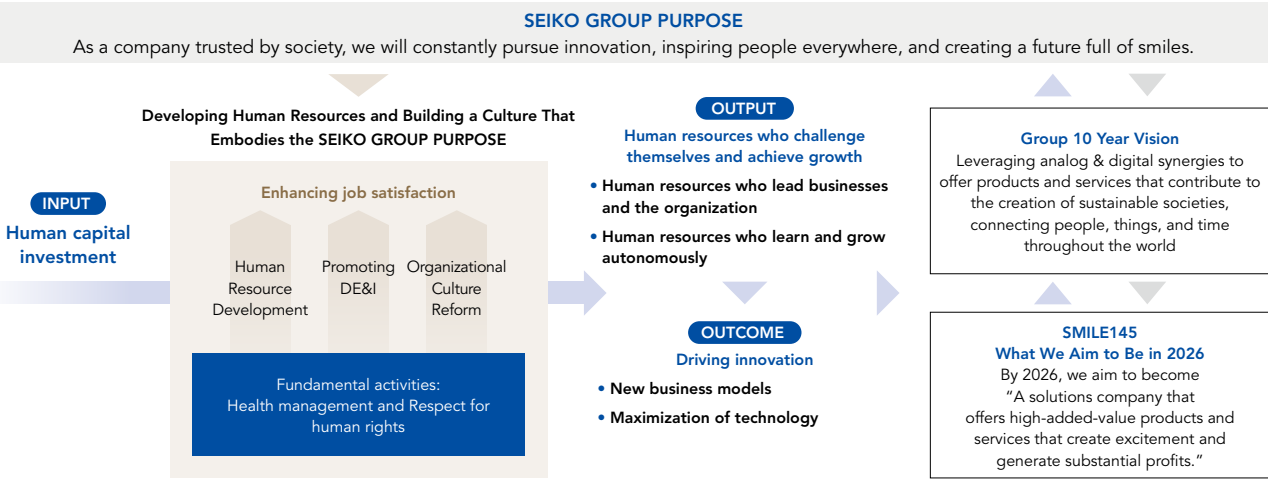 SEIKO GROUP PURPOSE
As a company trusted by society, we will constantly pursue innovation, inspiring people everywhere, and creating a future full of smiles.
INPUT
Human capital
investment
Developing Human Resources and Building a Culture That
Embodies the SEIKO GROUP PURPOSE
Enhancing job satisfaction
Human
Resource
Development
Promoting
DE&I
Organizational
Culture
Reform
Fundamental activities:
Health management and Respect for
human rights
OUTPUT
Human resources who challenge
themselves and achieve growth
• Human resources who lead businesses
and the organization
• Human resources who learn and grow
autonomously
OUTCOME
Driving innovation
• New business models
• Maximization of technology
Group 10 Year Vision
Leveraging analog & digital synergies to
offer products and services that contribute to
the creation of sustainable societies,
connecting people, things, and time
throughout the world
SMILE145
What We Aim to Be in 2026
By 2026, we aim to become
“A solutions company that
offers high-added-value products and
services that create excitement and
generate substantial profits.”